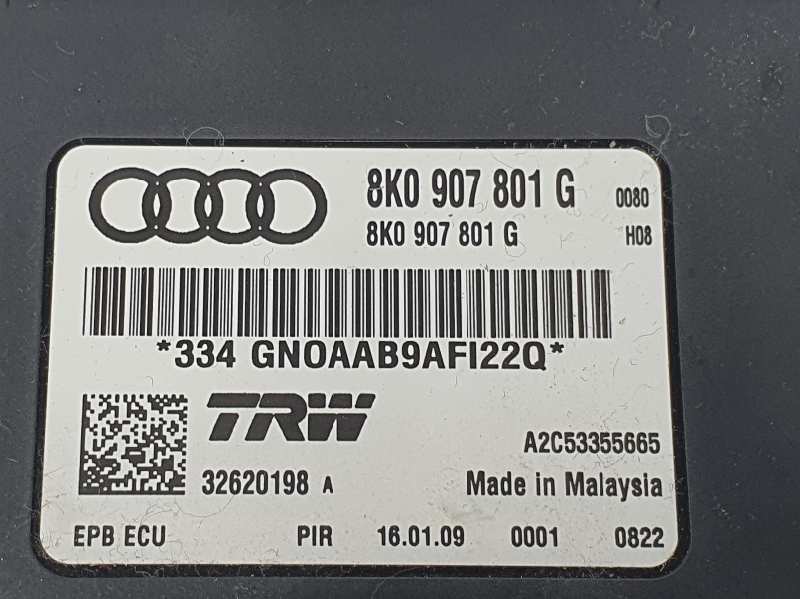 8K0 907 801 G 0080
8K0 907 801 G H08
*334 GNOAAB9AFI22Q*
TRW
A2C53355665
32620198 A Made in Malaysia
EPB ECU PIR 16.01.09 0001 0822